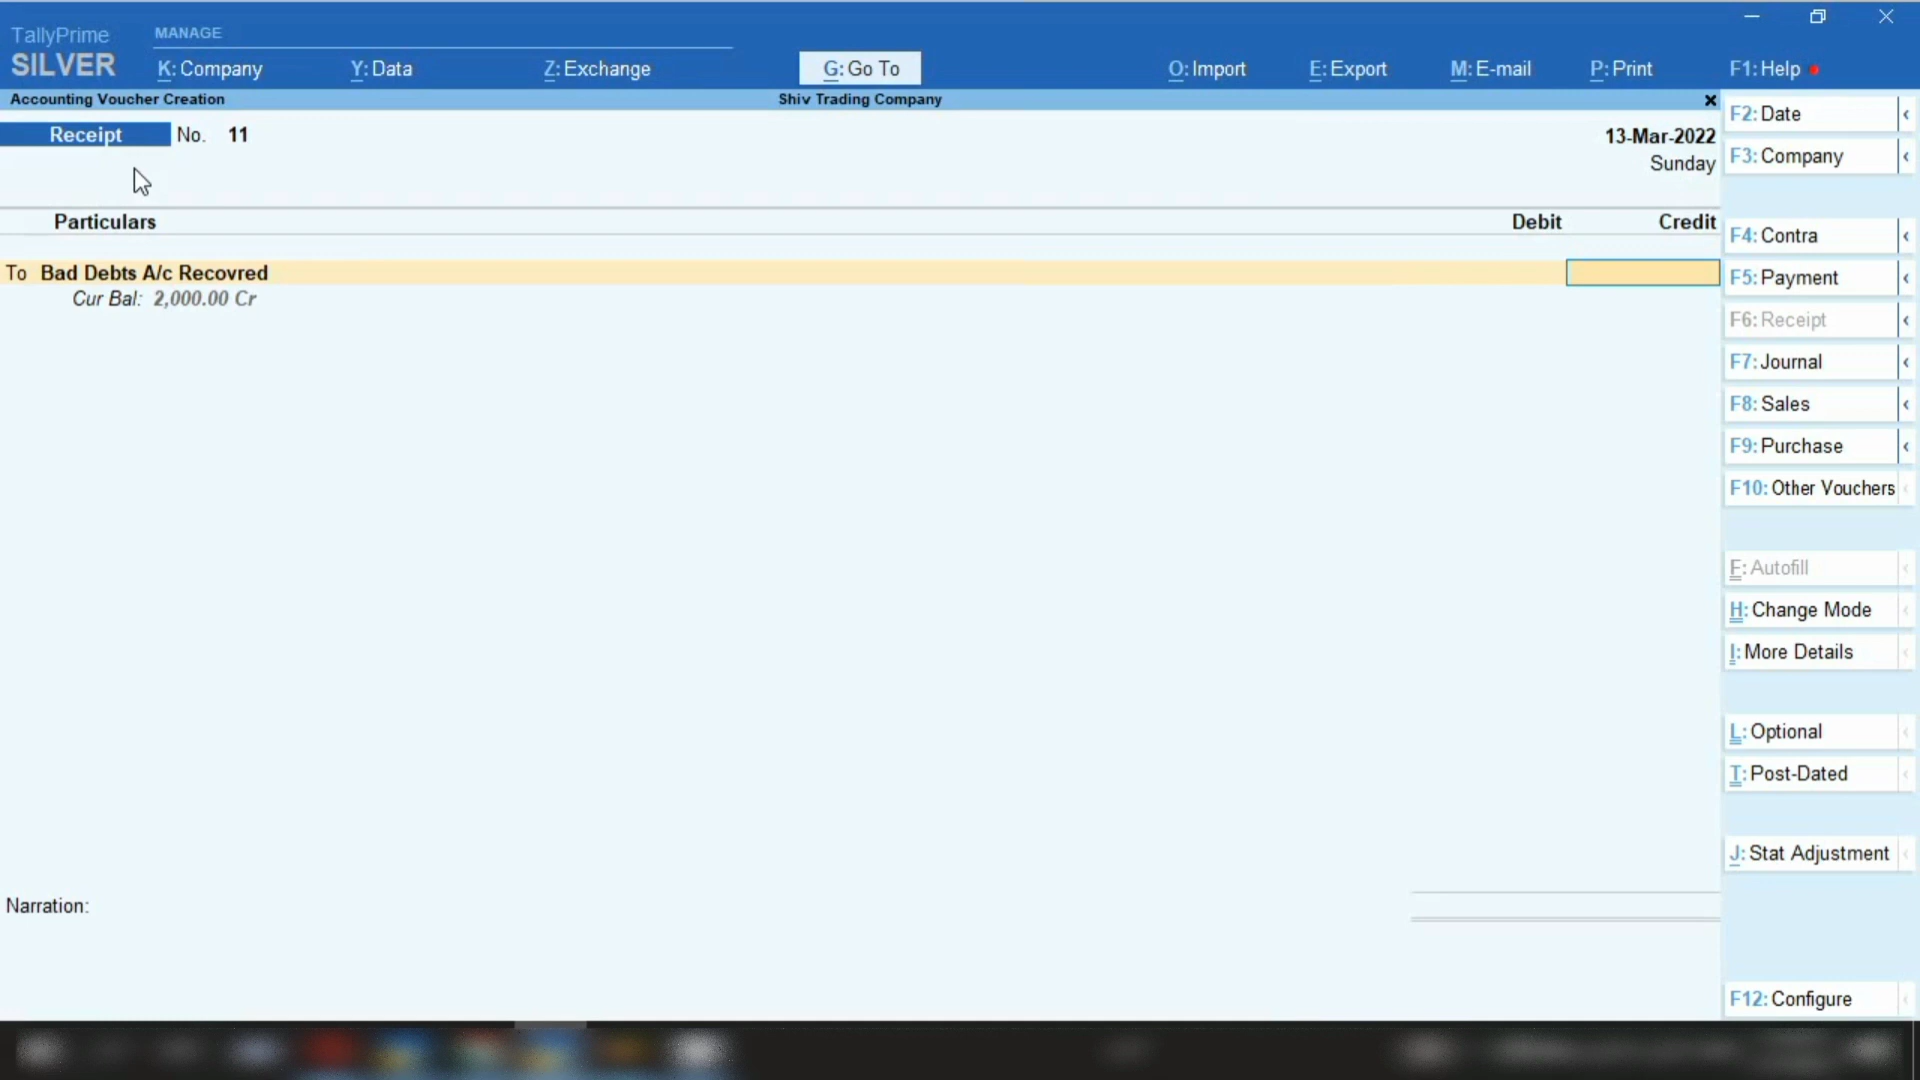 TallyPrime
SILVER
MANAGE
K: Company
Y: Data
Z: Exchange
G: Go To
O: Import
E: Export
M: E-mail
P: Print
F1: Help
Accounting Voucher Creation
Shiv Trading Company
Receipt No. 11
13-Mar-2022
Sunday
Particulars
Debit
Credit
To Bad Debts A/c Recovred
Cur Bal: 2,000.00 Cr
Narration:
F2: Date
F3: Company
F4: Contra
F5: Payment
F6: Receipt
F7: Journal
F8: Sales
F9: Purchase
F10: Other Vouchers
F: Autofill
H: Change Mode
I: More Details
L: Optional
T: Post-Dated
J: Stat Adjustment
F12: Configure